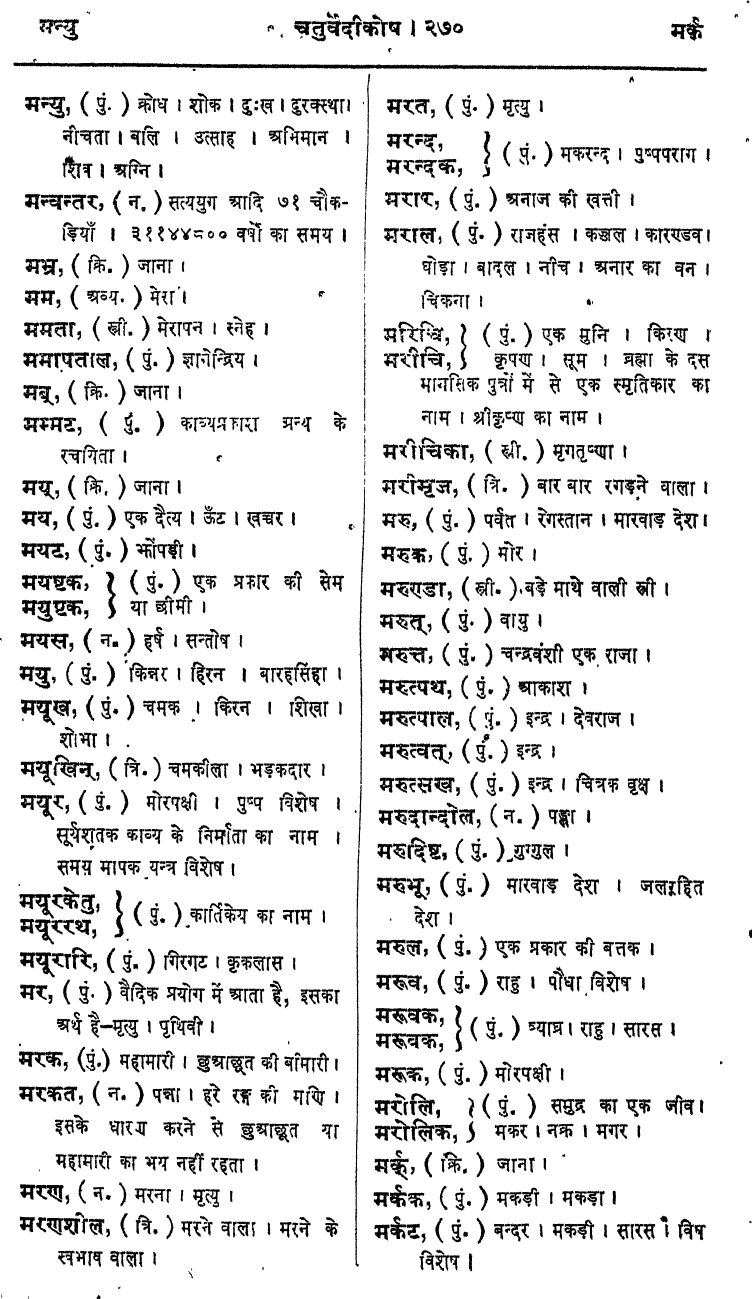 मन्यु
चतुर्वेदीकोष । २७०
मर्क
मन्यु, ( पुं. ) क्रोध । शोक । दुःख । दुरवस्था।
नीचता । बलि । उत्साह । अभिमान ।
शिव । अग्नि ।
मन्वन्तर, ( न. ) सत्ययुग आदि ७१ चौक-
ड़ियाँ । ३११४४८००० वर्षों का समय ।
मभ्र, ( क्रि. ) जाना ।
मम, ( अव्य. ) मेरा ।
ममता, ( स्त्री. ) मेरापन । स्नेह ।
ममापताल, ( पुं. ) ज्ञानेन्द्रिय ।
मब्, ( क्रि. ) जाना ।
मम्मट, ( पुं. ) काव्यप्रकाश ग्रन्थ के
रचयिता ।
मय्, ( क्रि. ) जाना ।
मय, ( पुं. ) एक दैत्य । ऊँट । खच्चर ।
मयट, ( पुं. ) झोंपड़ी ।
मयष्टक, } ( पुं. ) एक प्रकार की सेम
मयुष्टक, } या छीमी ।
मयस, ( न. ) हर्ष । सन्तोष ।
मयु, ( पुं. ) किन्नर । हिरन । बारहसिंहा ।
मयूख, ( पुं. ) चमक । किरन । शिखा ।
शोभा ।
मयूखिन्, ( त्रि. ) चमकीला । भड़कदार ।
मयूर, ( पुं. ) मोरपक्षी । पुष्प विशेष ।
सूर्यशतक काव्य के निर्माता का नाम ।
समय मापक यन्त्र विशेष ।
मयूरकेतु, } ( पुं. ) कार्तिकेय का नाम ।
मयूररथ, }
मयूरारि, ( पुं. ) गिरगट । कृकलास ।
मर, ( पुं. ) वैदिक प्रयोग में आता है, इसका
अर्थ है–मृत्यु । पृथिवी ।
मरक, (पुं.) महामारी । छुआछूत की बीमारी ।
मरकत, ( न. ) पन्ना । हरे रङ्ग की मणि ।
इसके धारण करने से छुआछूत या
महामारी का भय नहीं रहता ।
मरण, ( न. ) मरना । मृत्यु ।
मरणशील, ( त्रि. ) मरने वाला । मरने के
स्वभाव वाला ।
मरत, ( पुं. ) मृत्यु ।
मरन्द, } ( पुं. ) मकरन्द । पुष्पपराग ।
मरन्दक, }
मरार, ( पुं. ) अनाज की खत्ती ।
मराल, ( पुं. ) राजहंस । कज्जल । कारण्डव।
घोड़ा । बादल । नीच । अनार का वन ।
चिकना ।
मरिचि, } ( पुं. ) एक मुनि । किरण ।
मरीचि, } कृपण । सूम । ब्रह्मा के दस
मानसिक पुत्रों में से एक स्मृतिकार का
नाम । श्रीकृष्ण का नाम ।
मरीचिका, ( स्त्री. ) मृगतृष्णा ।
मरीमृज, ( त्रि. ) बार बार रगड़ने वाला ।
मरु, ( पुं. ) पर्वत । रेगस्तान । मारवाड़ देश।
मरुक, ( पुं. ) मोर ।
मरुण्डा, ( स्त्री. ) बड़े माथे वाली स्त्री ।
मरुत्, ( पुं. ) वायु ।
मरुत्त, ( पुं. ) चन्द्रवंशी एक राजा ।
मरुत्पथ, ( पुं. ) आकाश ।
मरुत्पाल, ( पुं. ) इन्द्र । देवराज ।
मरुत्वत्, ( पुं. ) इन्द्र ।
मरुत्सख, ( पुं. ) इन्द्र । चित्रक वृक्ष ।
मरुदान्दोल, ( न. ) पङ्खा ।
मरुदिष्ट, ( पुं. ) गुग्गुल ।
मरुभू, ( पुं. ) मारवाड़ देश । जलरहित
देश ।
मरुल, ( पुं. ) एक प्रकार की बत्तक ।
मरूव, ( पुं. ) राहु । पौधा विशेष ।
मरूवक, } ( पुं. ) व्याघ्र । राहु । सारस ।
मरूवक, }
मरूक, ( पुं. ) मोरपक्षी ।
मरोलि, } ( पुं. ) समुद्र का एक जीव।
मरोलिक, } मकर । नक्र । मगर ।
मर्क्, ( क्रि. ) जाना ।
मर्कक, ( पुं. ) मकड़ी । मकड़ा ।
मर्कट, ( पुं. ) बन्दर । मकड़ी । सारस । विष
विशेष ।